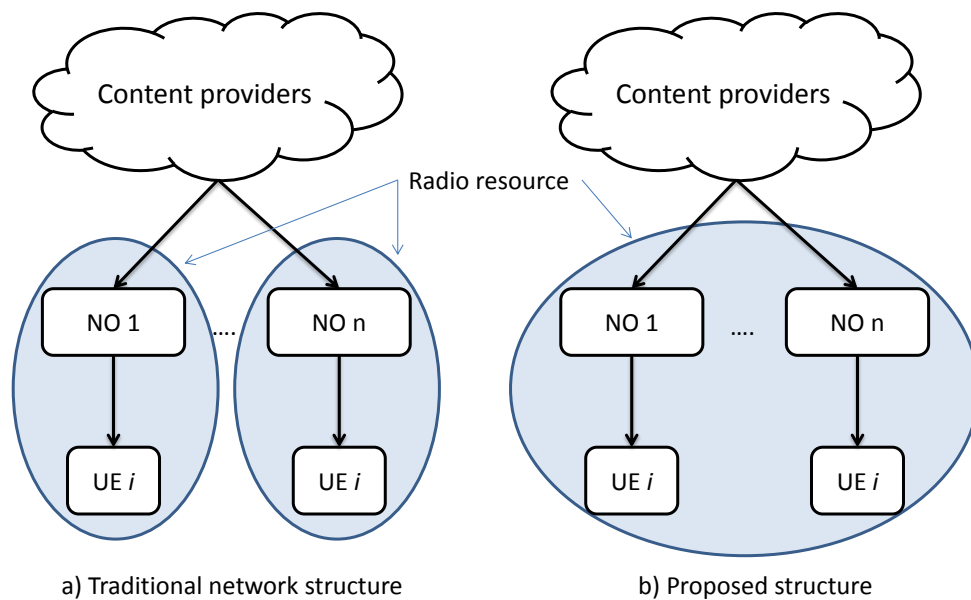 Content providers
Content providers
Radio resource
NO 1
....
NO n
NO 1
....
NO n
UE i
UE i
UE i
UE i
a) Traditional network structure
b) Proposed structure